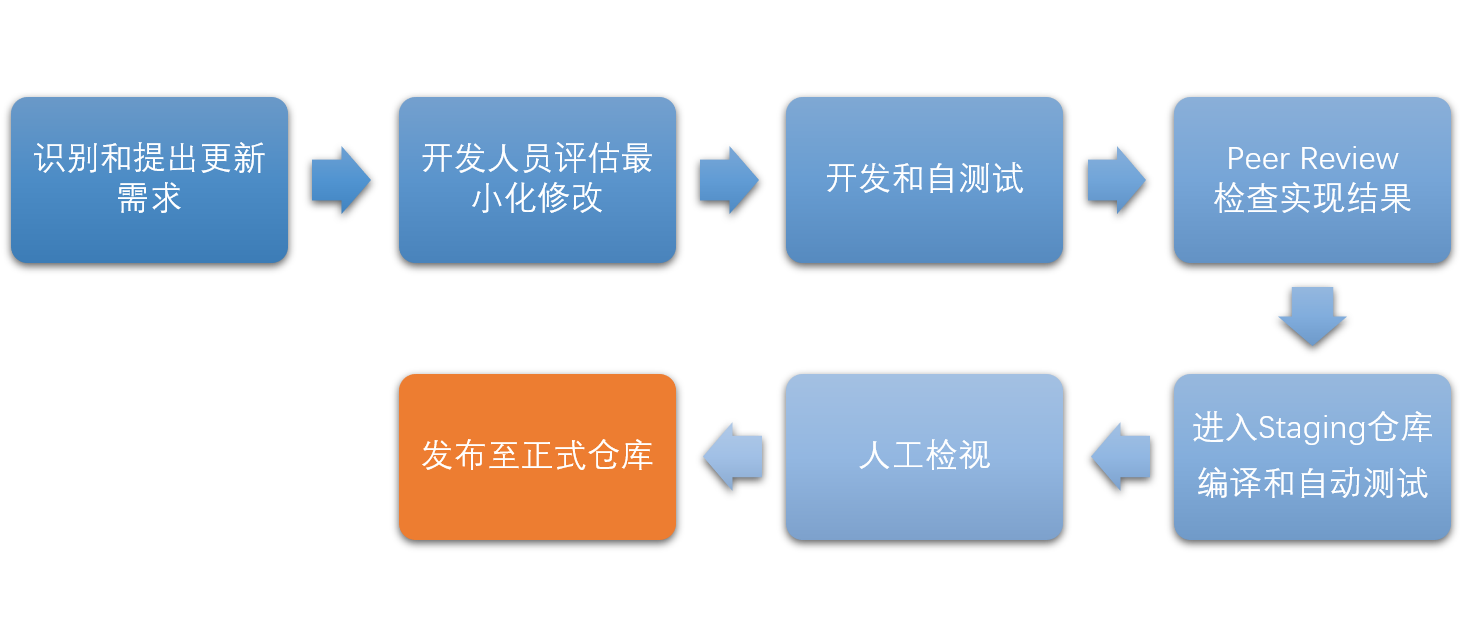 识别和提出更新
需求
开发人员评估最
小化修改
开发和自测试
Peer Review
检查实现结果
进入Staging仓库
编译和自动测试
人工检视
发布至正式仓库